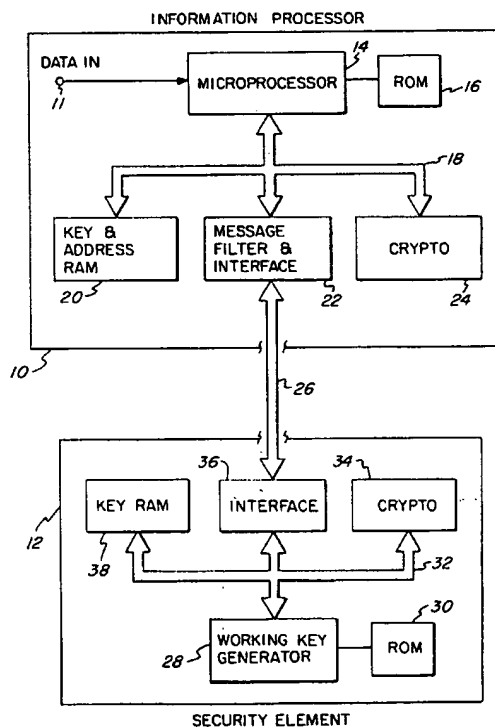 INFORMATION PROCESSOR
DATA IN
11
14
MICROPROCESSOR
ROM
16
18
KEY &
ADDRESS
RAM
20
MESSAGE
FILTER &
INTERFACE
22
CRYPTO
24
10
26
12
36
34
KEY RAM
38
INTERFACE
CRYPTO
32
30
28
WORKING KEY
GENERATOR
ROM
SECURITY ELEMENT